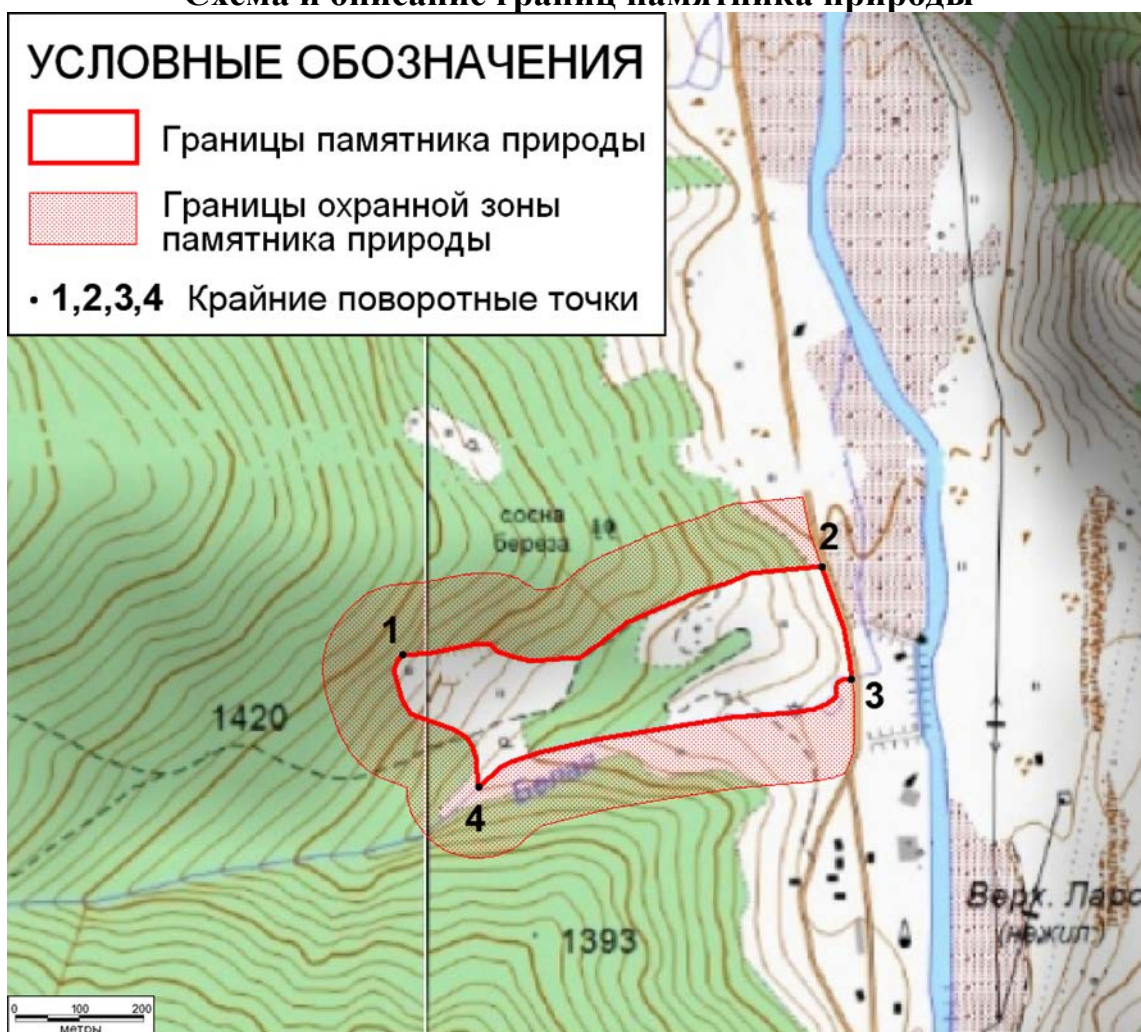 Схема и описание границ памятника природы
УСЛОВНЫЕ ОБОЗНАЧЕНИЯ
Границы памятника природы
Границы охранной зоны
памятника природы
1,2,3,4 Крайние поворотные точки
сосна
береза
2
1
3
1420
Белая
4
Верх. Ларс
(нежил)
1393
0 100 200
метры